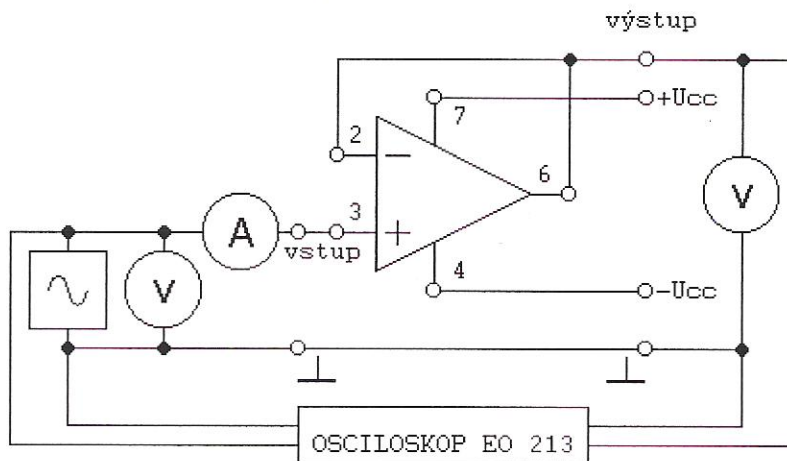 výstup
+Ucc
7
2
6
3
A
V
vstup
4
V
-Ucc
OSCILOSKOP EO 213